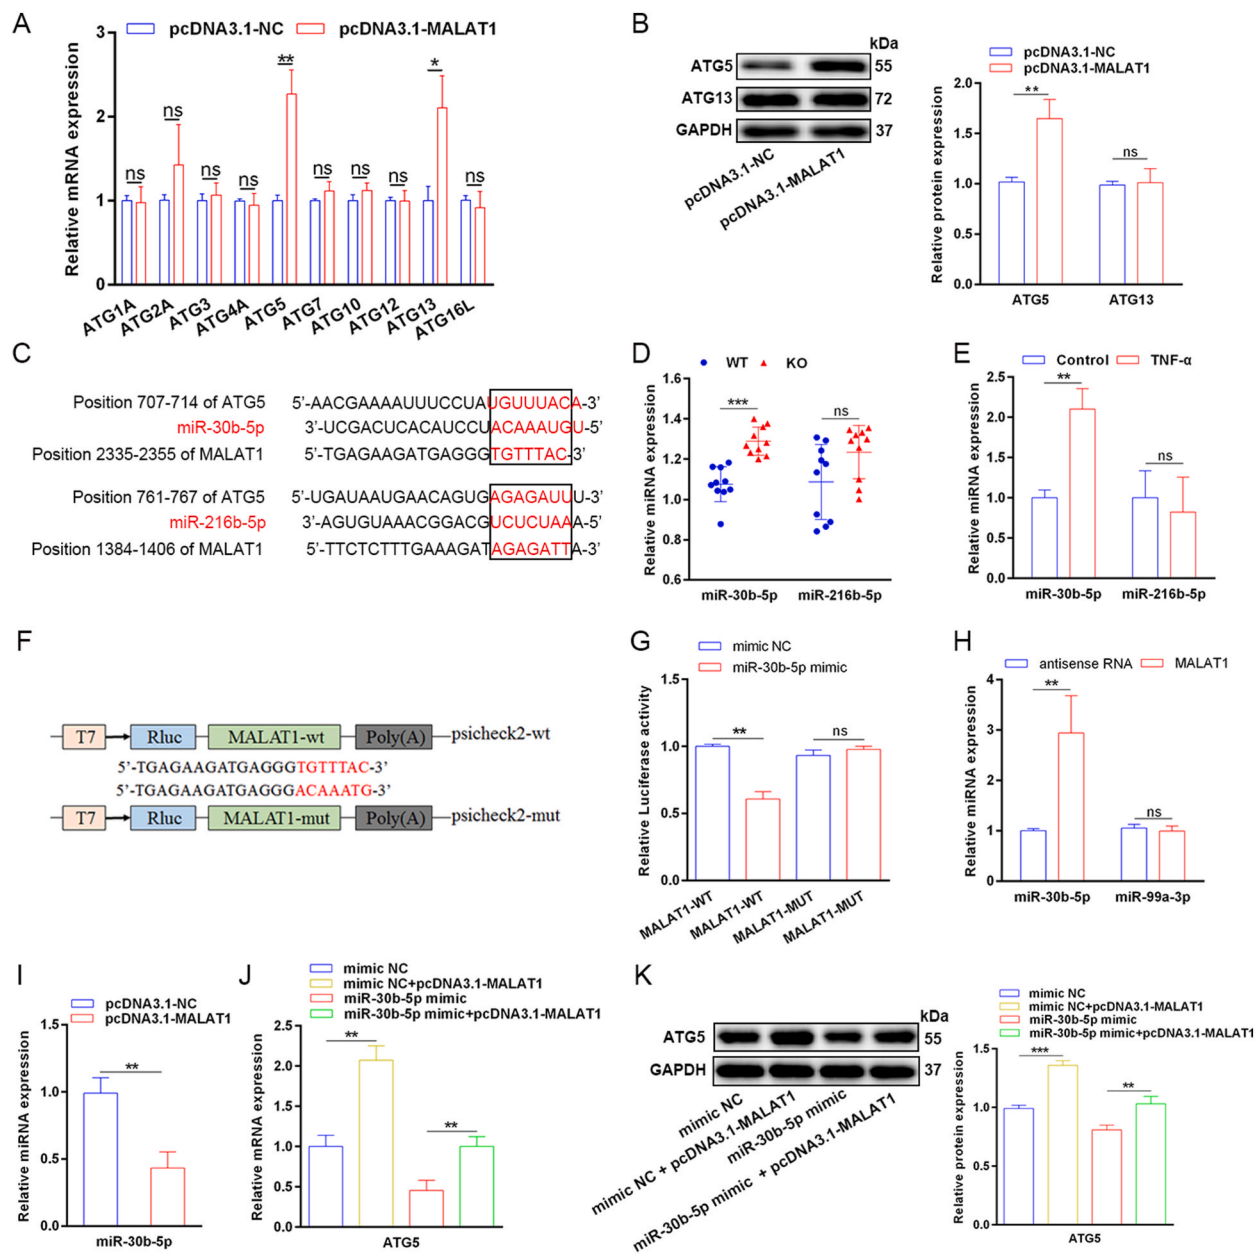 A
pcDNA3.1-NC pcDNA3.1-MALAT1
Relative mRNA expression
3
2
1
0
ns ns ns ns ** ns ns ns * ns
ATG1A ATG2A ATG3 ATG4A ATG5 ATG7 ATG10 ATG12 ATG13 ATG16L
B
kDa
ATG5 55
ATG13 72
GAPDH 37
pcDNA3.1-NC
pcDNA3.1-MALAT1
pcDNA3.1-NC
pcDNA3.1-MALAT1
Relative protein expression
2.0
1.5
1.0
0.5
0.0
** ns
ATG5 ATG13
C
Position 707-714 of ATG5 5'-AACGAAAAUUUCCUAUGUUUACA-3'
miR-30b-5p 3'-UCGACUCACAUCCUACAAAUGU-5'
Position 2335-2355 of MALAT1 5'-TGAGAAGATGAGGGTGTTTAC-3'
Position 761-767 of ATG5 5'-UGAUAAUGAACAGUGAGAGAUUU-3'
miR-216b-5p 3'-AGUGUAAACGGACGUCUCUAAA-5'
Position 1384-1406 of MALAT1 5'-TTCTCTTTGAAAGATAGAGATTA-3'
D
WT KO
Relative miRNA expression
1.6
1.4
1.2
1.0
0.8
0.6
*** ns
miR-30b-5p miR-216b-5p
E
Control TNF-α
Relative miRNA expression
2.5
2.0
1.5
1.0
0.5
0.0
** ns
miR-30b-5p miR-216b-5p
F
T7 Rluc MALAT1-wt Poly(A) psicheck2-wt
5'-TGAGAAGATGAGGGTGTTTAC-3'
5'-TGAGAAGATGAGGGACAAATG-3'
T7 Rluc MALAT1-mut Poly(A) psicheck2-mut
G
mimic NC
miR-30b-5p mimic
Relative Luciferase activity
1.5
1.0
0.5
0.0
** ns
MALAT1-WT MALAT1-WT MALAT1-MUT MALAT1-MUT
H
antisense RNA MALAT1
Relative miRNA expression
4
3
2
1
0
** ns
miR-30b-5p miR-99a-3p
I
pcDNA3.1-NC
pcDNA3.1-MALAT1
Relative miRNA expression
1.5
1.0
0.5
0.0
**
miR-30b-5p
J
mimic NC
mimic NC+pcDNA3.1-MALAT1
miR-30b-5p mimic
miR-30b-5p mimic+pcDNA3.1-MALAT1
Relative mRNA expression
2.5
2.0
1.5
1.0
0.5
0.0
** **
ATG5
K
kDa
ATG5 55
GAPDH 37
mimic NC
mimic NC + pcDNA3.1-MALAT1
miR-30b-5p mimic
miR-30b-5p mimic + pcDNA3.1-MALAT1
mimic NC
mimic NC+pcDNA3.1-MALAT1
miR-30b-5p mimic
miR-30b-5p mimic+pcDNA3.1-MALAT1
Relative protein expression
1.5
1.0
0.5
0.0
*** **
ATG5